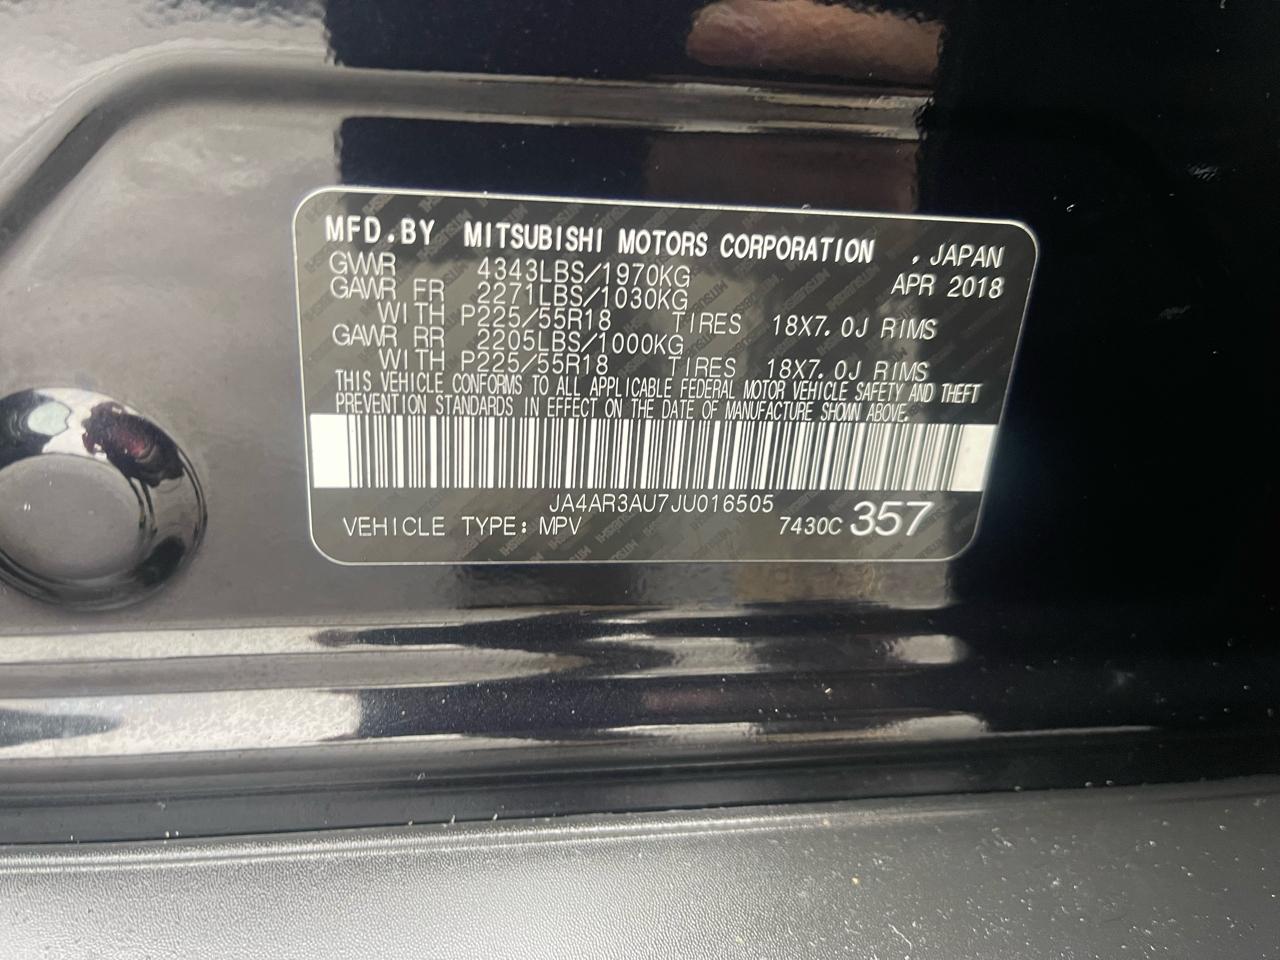 MFD.BY MITSUBISHI MOTORS CORPORATION , JAPAN
GVWR 4343LBS/1970KG APR 2018
GAWR FR 2271LBS/1030KG
WITH P225/55R18 TIRES 18X7.0J RIMS
GAWR RR 2205LBS/1000KG
WITH P225/55R18 TIRES 18X7.0J RIMS
THIS VEHICLE CONFORMS TO ALL APPLICABLE FEDERAL MOTOR VEHICLE SAFETY AND THEFT
PREVENTION STANDARDS IN EFFECT ON THE DATE OF MANUFACTURE SHOWN ABOVE.
JA4AR3AU7JU016505
VEHICLE TYPE: MPV 7430C 357